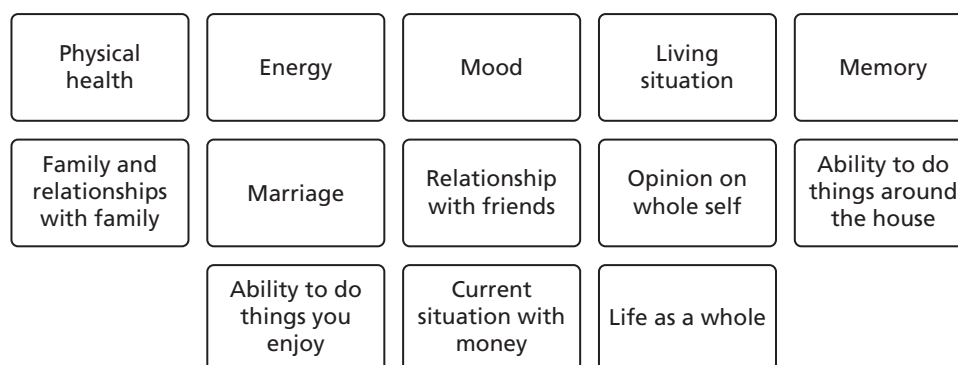 Physical
health
Energy
Mood
Living
situation
Memory
Family and
relationships
with family
Marriage
Relationship
with friends
Opinion on
whole self
Ability to do
things around
the house
Ability to do
things you
enjoy
Current
situation with
money
Life as a whole